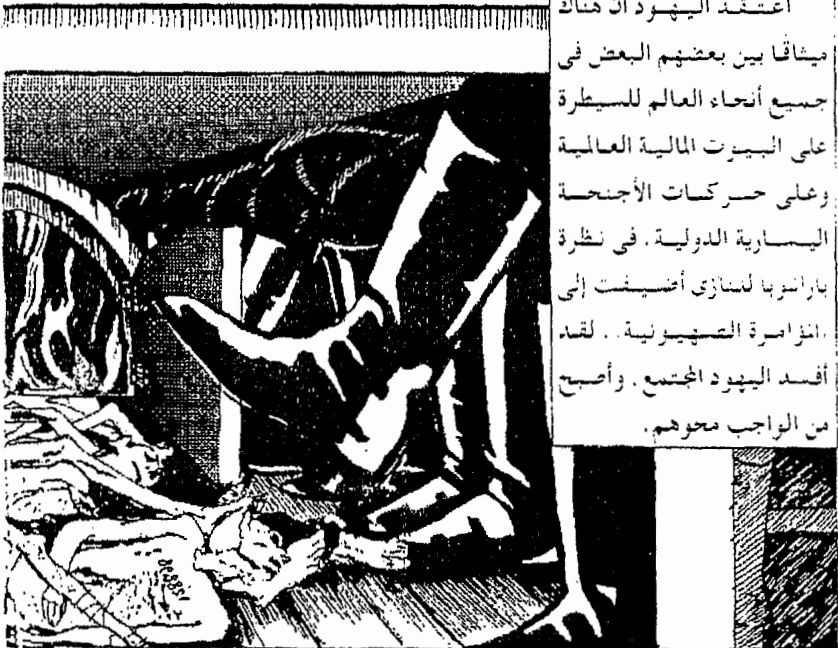 اعتقد اليهود أن هناك
ميثاقا بين بعضهم البعض فى
جميع أنحاء العالم للسيطرة
على البيوت المالية العالمية
وعلى حركات الأجنحة
اليسارية الدولية. فى نظرة
بارانويا للنازى أضيفت إلى
المؤامرة الصهيونية.. لقد
أفسد اليهود المجتمع. وأصبح
من الواجب محوهم.